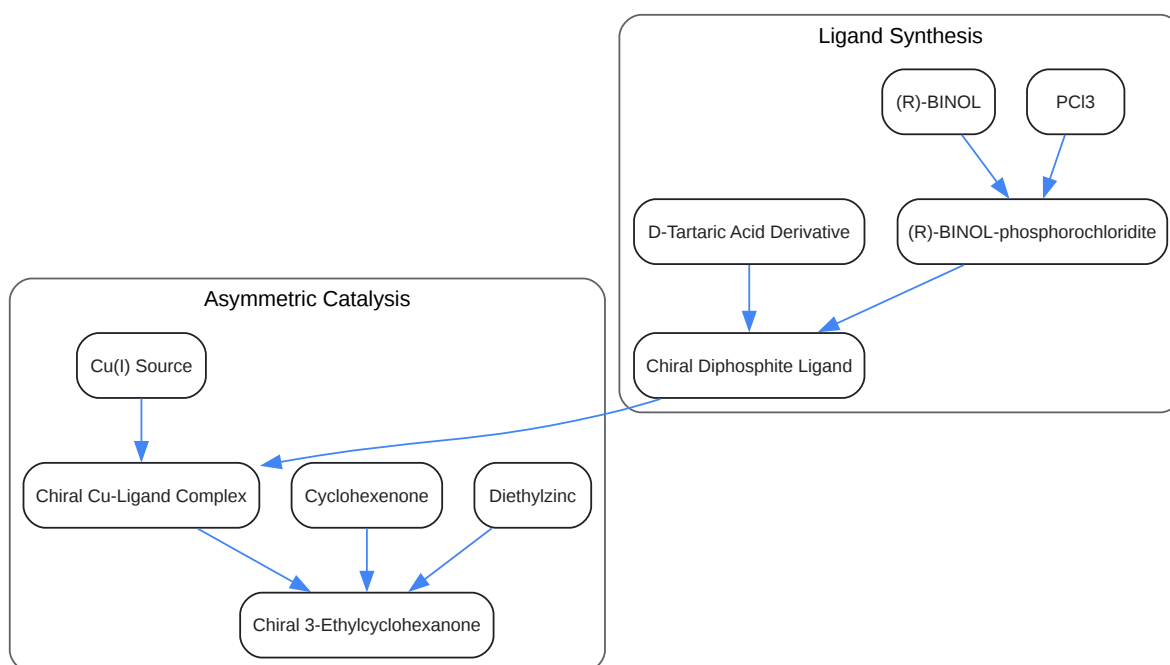 Ligand Synthesis
(R)-BINOL
PCl3
D-Tartaric Acid Derivative
(R)-BINOL-phosphorochloridite
Chiral Diphosphite Ligand
Asymmetric Catalysis
Cu(I) Source
Chiral Cu-Ligand Complex
Cyclohexenone
Diethylzinc
Chiral 3-Ethylcyclohexanone